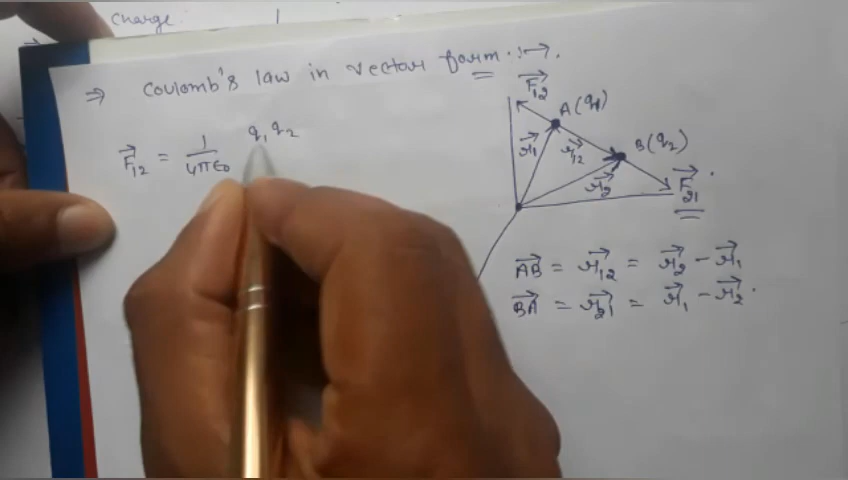 charge:
⇒ Coulomb's law in vector form :→.
F⃗₁₂
A(q₁)
r⃗₁ r⃗₁₂ B(q₂)
F⃗₁₂ = 1/4πε₀ q₁q₂
r⃗₂ F⃗₂₁
AB⃗ = r⃗₁₂ = r⃗₂ - r⃗₁
BA⃗ = r⃗₂₁ = r⃗₁ - r⃗₂.